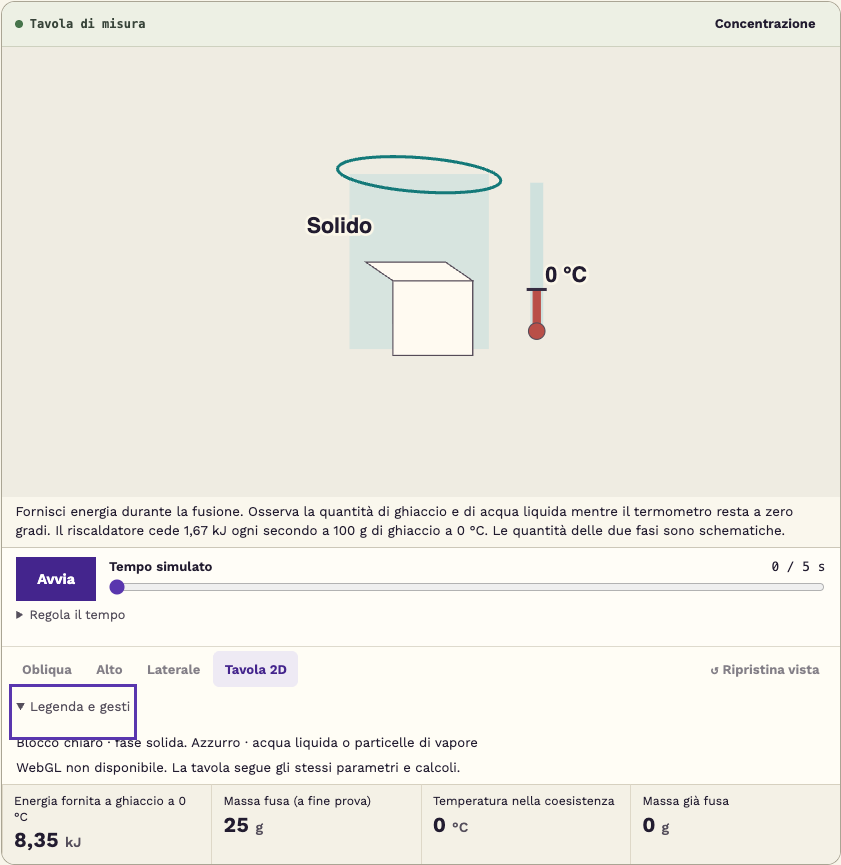 Tavola di misura
Concentrazione
Solido
0 °C
Fornisci energia durante la fusione. Osserva la quantità di ghiaccio e di acqua liquida mentre il termometro resta a zero
gradi. Il riscaldatore cede 1,67 kJ ogni secondo a 100 g di ghiaccio a 0 °C. Le quantità delle due fasi sono schematiche.
Avvia
Tempo simulato
0 / 5 s
▶ Regola il tempo
Obliqua Alto Laterale Tavola 2D ↺ Ripristina vista
▼ Legenda e gesti
Blocco chiaro · fase solida. Azzurro · acqua liquida o particelle di vapore
WebGL non disponibile. La tavola segue gli stessi parametri e calcoli.
Energia fornita a ghiaccio a 0
°C
8,35 kJ
Massa fusa (a fine prova)
25 g
Temperatura nella coesistenza
0 °C
Massa già fusa
0 g